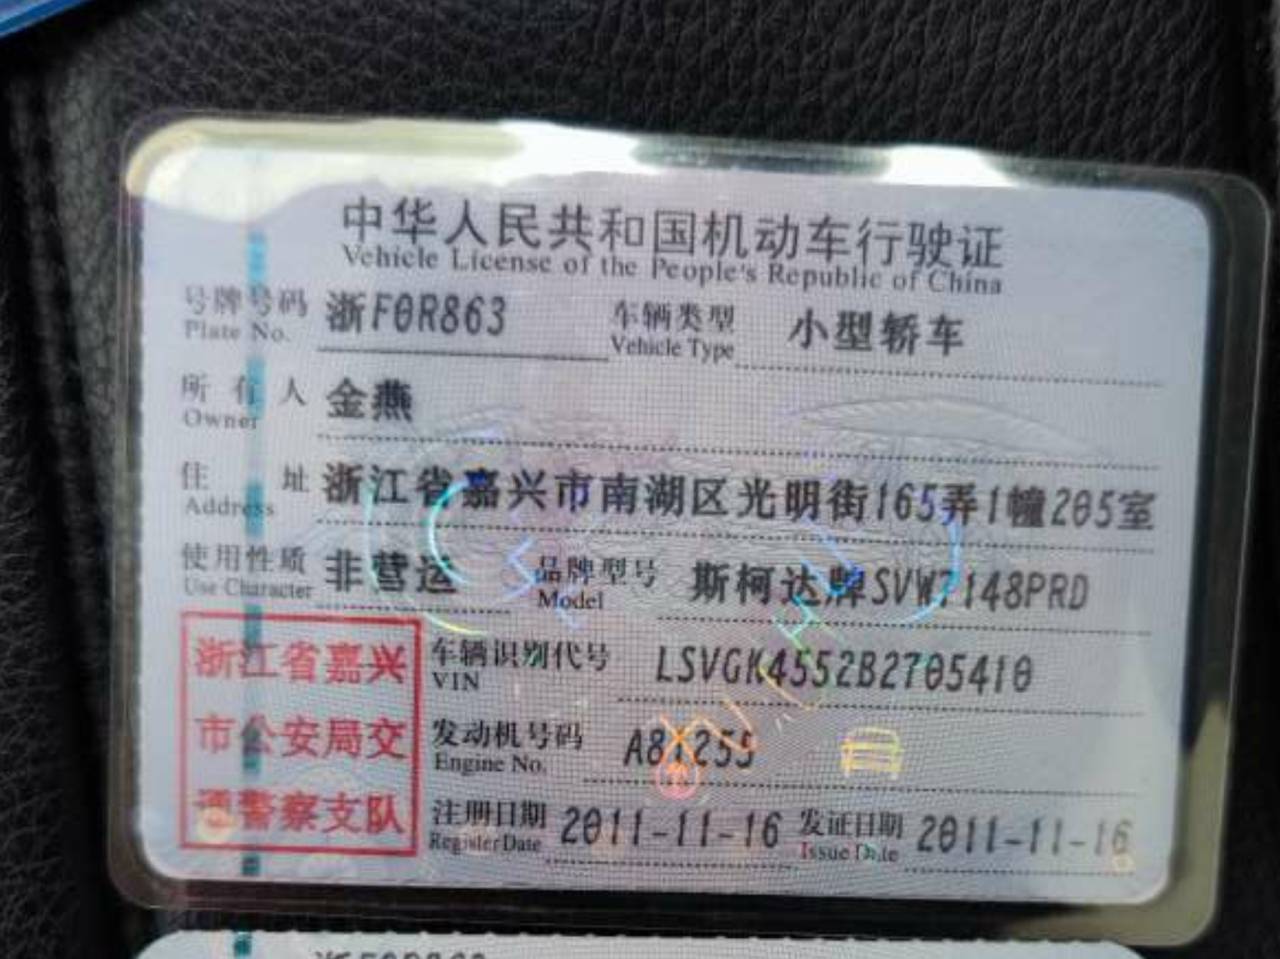 中华人民共和国机动车行驶证
Vehicle License of the People's Republic of China
号牌号码 浙F0R863 车辆类型 小型轿车
Plate No. Vehicle Type
所有人 金燕
Owner
住址 浙江省嘉兴市南湖区光明街165弄1幢205室
Address
使用性质 非营运 品牌型号 斯柯达牌SVW7148PRD
Use Character Model
浙江省嘉兴
市公安局交
通警察支队
车辆识别代号 LSVGK4552B2705410
VIN
发动机号码 A81255
Engine No.
注册日期 2011-11-16 发证日期 2011-11-16
Register Date Issue Date